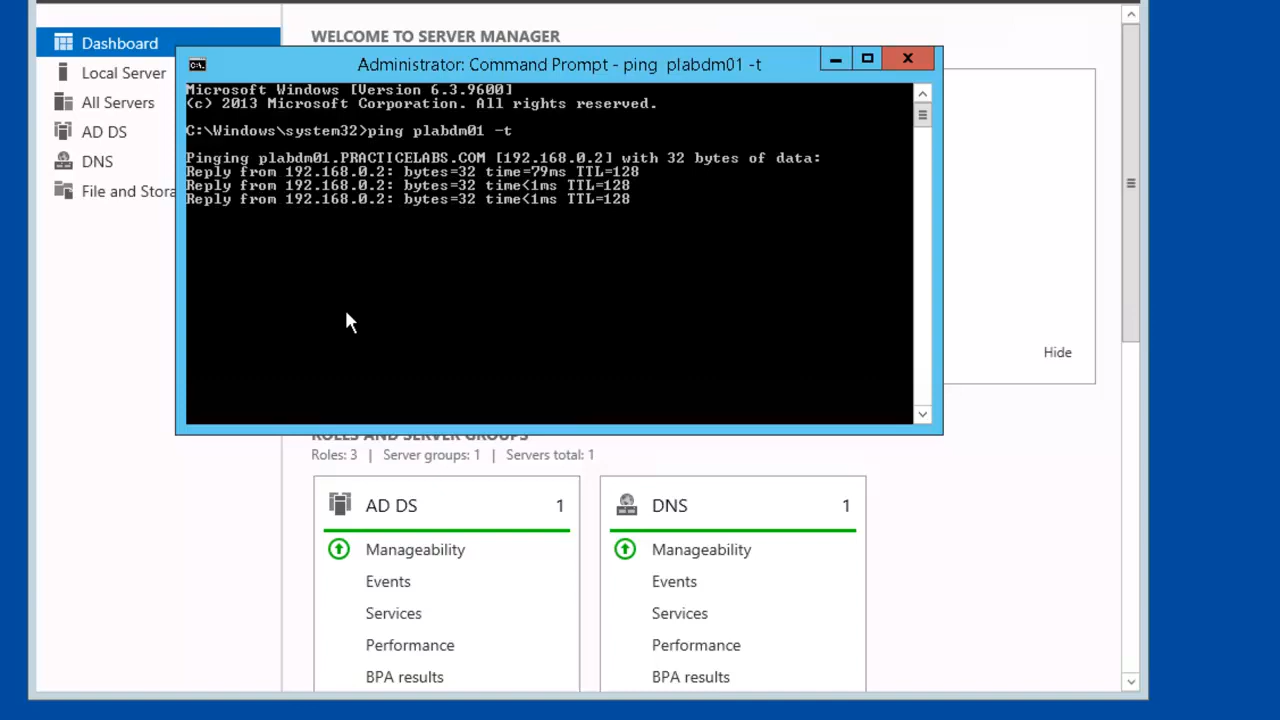 WELCOME TO SERVER MANAGER
Dashboard
Local Server
All Servers
AD DS
DNS
File and Stora
Administrator: Command Prompt - ping  plabdm01 -t
Microsoft Windows [Version 6.3.9600]
(c) 2013 Microsoft Corporation. All rights reserved.
C:\Windows\system32>ping plabdm01 -t
Pinging plabdm01.PRACTICELABS.COM [192.168.0.2] with 32 bytes of data:
Reply from 192.168.0.2: bytes=32 time=79ms TTL=128
Reply from 192.168.0.2: bytes=32 time<1ms TTL=128
Reply from 192.168.0.2: bytes=32 time<1ms TTL=128
Hide
ROLES AND SERVER GROUPS
Roles: 3 | Server groups: 1 | Servers total: 1
AD DS 1
Manageability
Events
Services
Performance
BPA results
DNS 1
Manageability
Events
Services
Performance
BPA results